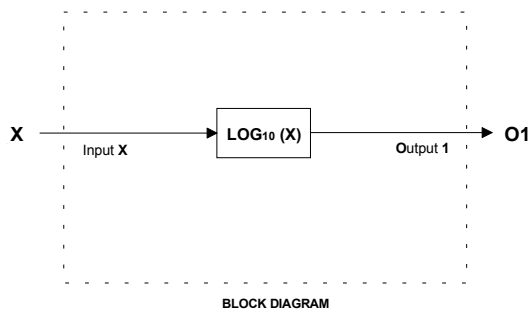 LOG₁₀ (X)
X
O1
Input X
Output 1
BLOCK DIAGRAM